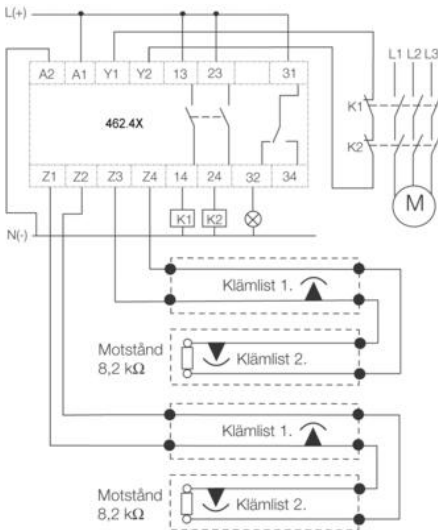 L(+)
A2 A1 Y1 Y2 13 23 31
L1 L2 L3
462.4X
K1
K2
Z1 Z2 Z3 Z4 14 24 32 34
K1 K2
M
N(-)
Klämlist 1.
Motstånd
8,2 kΩ
Klämlist 2.
Klämlist 1.
Motstånd
8,2 kΩ
Klämlist 2.